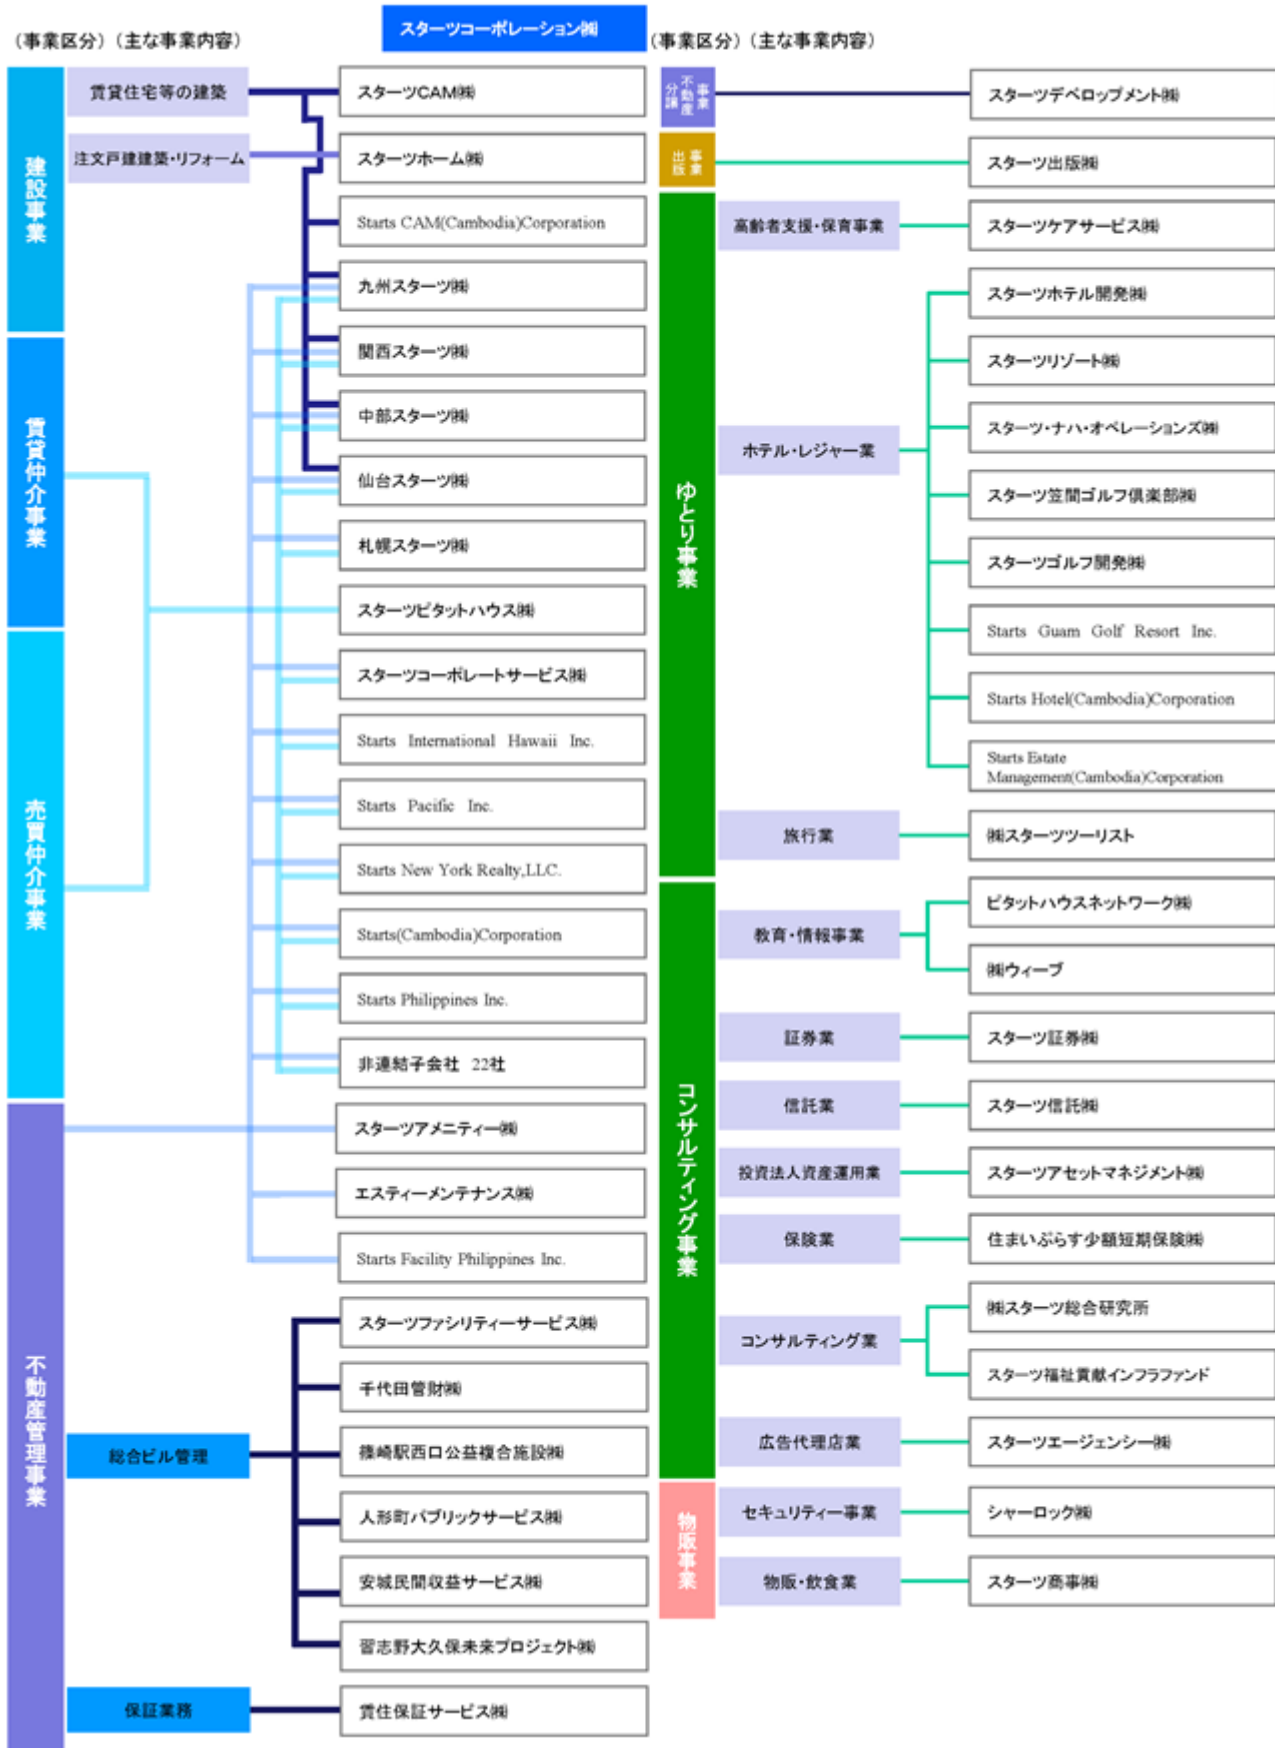 スターツコーポレーション㈱
(事業区分) (主な事業内容)
建設事業
賃貸住宅等の建築
注文戸建建築・リフォーム
賃貸仲介事業
売買仲介事業
不動産管理事業
総合ビル管理
保証業務
スターツCAM㈱
スターツホーム㈱
Starts CAM(Cambodia)Corporation
九州スターツ㈱
関西スターツ㈱
中部スターツ㈱
仙台スターツ㈱
札幌スターツ㈱
スターツピタットハウス㈱
スターツコーポレートサービス㈱
Starts International Hawaii Inc.
Starts Pacific Inc.
Starts New York Realty,LLC.
Starts(Cambodia)Corporation
Starts Philippines Inc.
非連結子会社 22社
スターツアメニティー㈱
エスティーメンテナンス㈱
Starts Facility Philippines Inc.
スターツファシリティーサービス㈱
千代田管財㈱
篠崎駅西口公益複合施設㈱
人形町パブリックサービス㈱
安城民間収益サービス㈱
習志野大久保未来プロジェクト㈱
賃住保証サービス㈱
(事業区分) (主な事業内容)
不動産分譲事業
スターツデベロップメント㈱
出版事業
スターツ出版㈱
ゆとり事業
高齢者支援・保育事業
スターツケアサービス㈱
ホテル・レジャー業
スターツホテル開発㈱
スターツリゾート㈱
スターツ・ナハ・オペレーションズ㈱
スターツ笠間ゴルフ倶楽部㈱
スターツゴルフ開発㈱
Starts Guam Golf Resort Inc.
Starts Hotel(Cambodia)Corporation
Starts Estate
Management(Cambodia)Corporation
旅行業
㈱スターツツーリスト
コンサルティング事業
教育・情報事業
ピタットハウスネットワーク㈱
㈱ウィーブ
証券業
スターツ証券㈱
信託業
スターツ信託㈱
投資法人資産運用業
スターツアセットマネジメント㈱
保険業
住まいぷらす少額短期保険㈱
コンサルティング業
㈱スターツ総合研究所
スターツ福祉貢献インフラファンド
広告代理店業
スターツエージェンシー㈱
物販事業
セキュリティー事業
シャーロック㈱
物販・飲食業
スターツ商事㈱